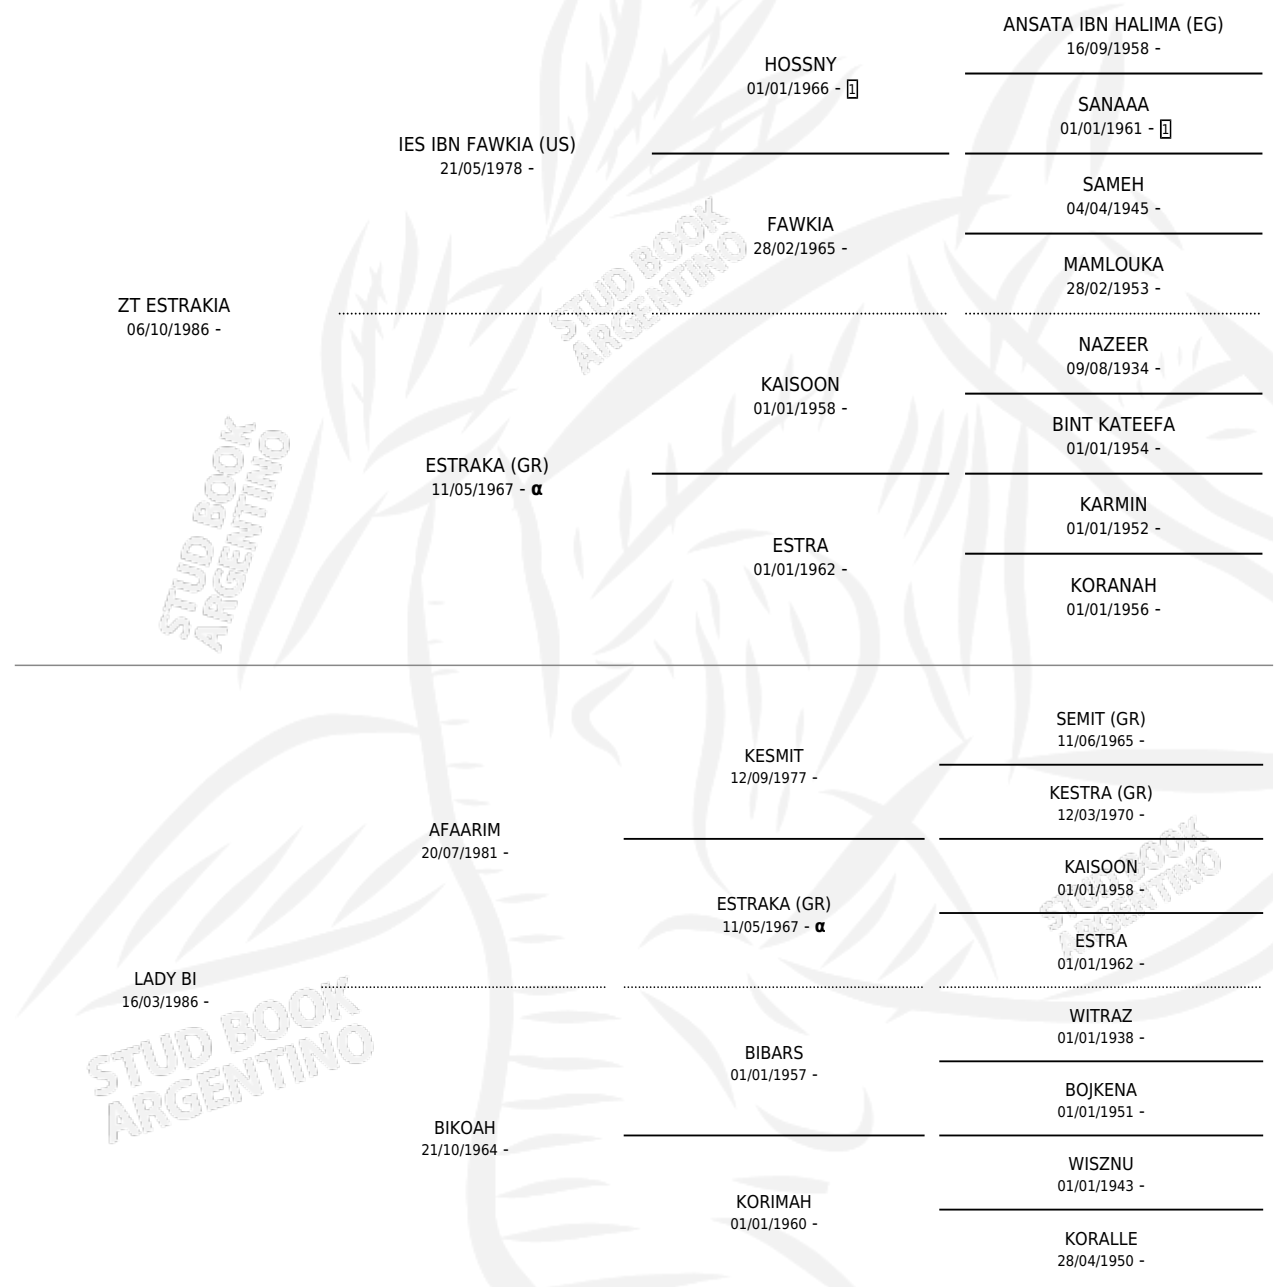 ANSATA IBN HALIMA (EG)
16/09/1958 -
HOSSNY
01/01/1966 - 1
SANAAA
01/01/1961 - 1
IES IBN FAWKIA (US)
21/05/1978 -
SAMEH
04/04/1945 -
FAWKIA
28/02/1965 -
MAMLOUKA
28/02/1953 -
ZT ESTRAKIA
06/10/1986 -
NAZEER
09/08/1934 -
KAISOON
01/01/1958 -
BINT KATEEFA
01/01/1954 -
ESTRAKA (GR)
11/05/1967 - α
KARMIN
01/01/1952 -
ESTRA
01/01/1962 -
KORANAH
01/01/1956 -
STUD BOOK
ARGENTINO
STUD BOOK
ARGENTINO
SEMIT (GR)
11/06/1965 -
KESMIT
12/09/1977 -
KESTRA (GR)
12/03/1970 -
AFAARIM
20/07/1981 -
KAISOON
01/01/1958 -
ESTRAKA (GR)
11/05/1967 - α
ESTRA
01/01/1962 -
LADY BI
16/03/1986 -
WITRAZ
01/01/1938 -
BIBARS
01/01/1957 -
BOJKENA
01/01/1951 -
BIKOAH
21/10/1964 -
WISZNU
01/01/1943 -
KORIMAH
01/01/1960 -
KORALLE
28/04/1950 -
STUD BOOK
ARGENTINO
STUD BOOK
ARGENTINO